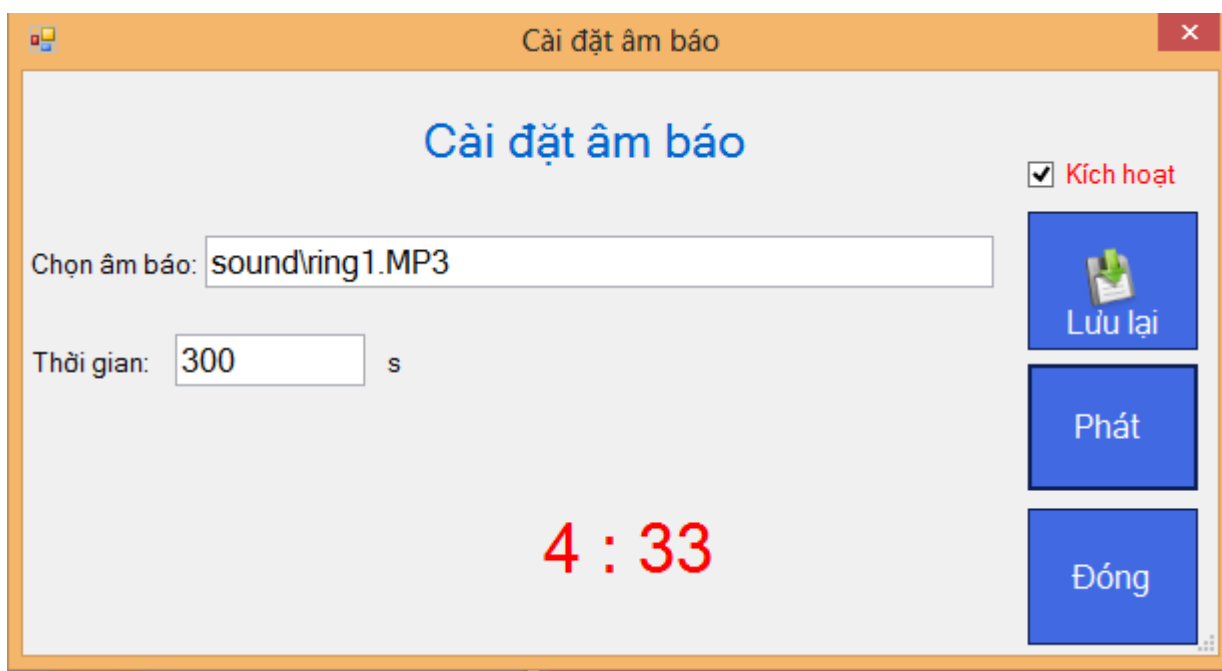 Cài đặt âm báo
Cài đặt âm báo
Kích hoạt
Chọn âm báo: sound\ring1.MP3
Lưu lại
Thời gian: 300 s
Phát
4 : 33
Đóng